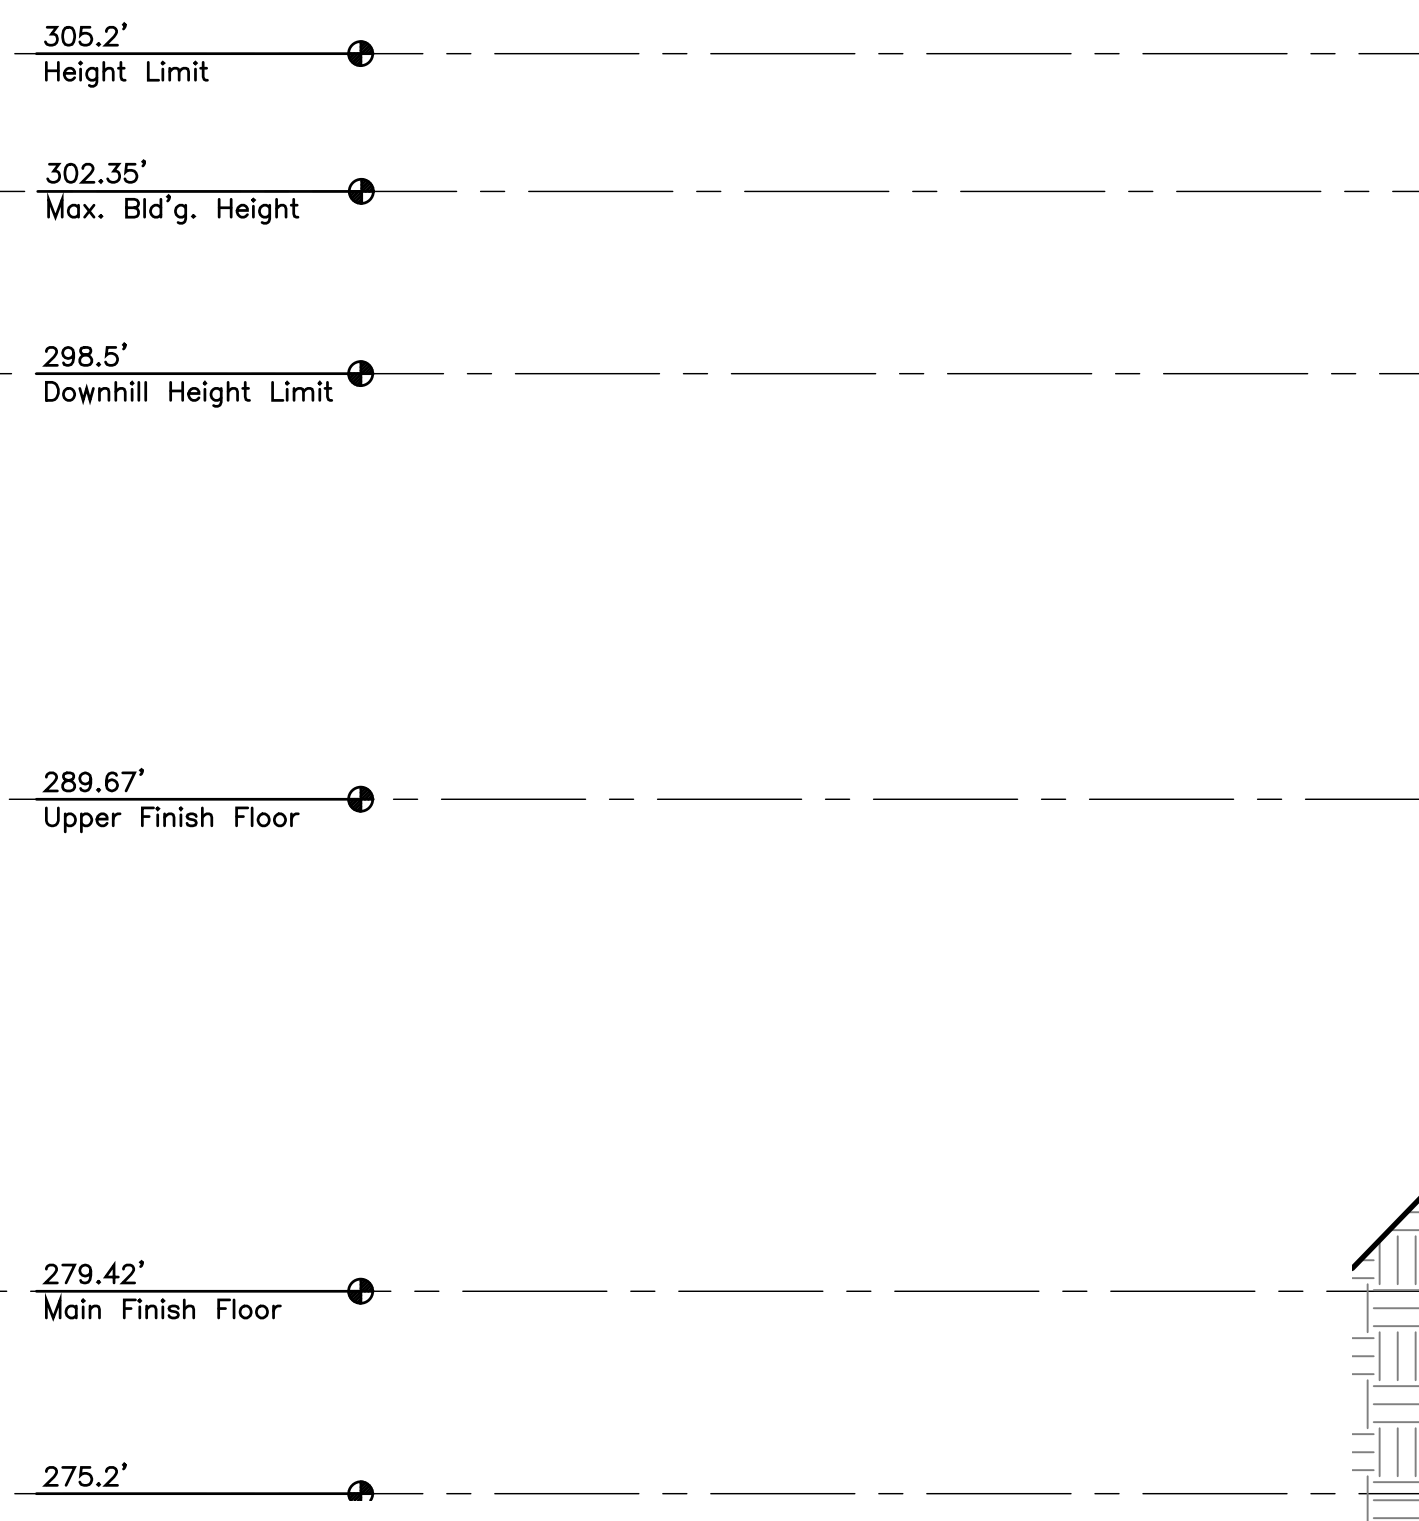 305.2'
Height Limit
302.35'
Max. Bld'g. Height
298.5'
Downhill Height Limit
289.67'
Upper Finish Floor
279.42'
Main Finish Floor
275.2'